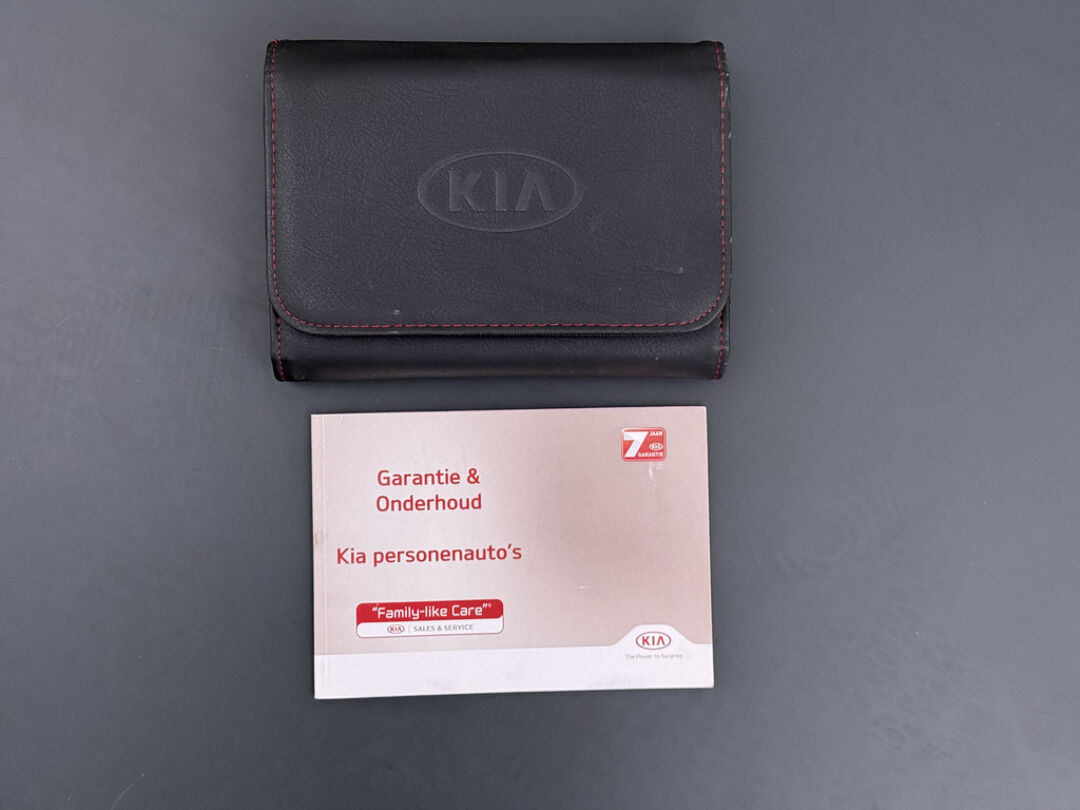 KIA
7 JAAR
KIA
GARANTIE
Garantie &
Onderhoud
Kia personenauto's
"Family-like Care"®
KIA | SALES & SERVICE
KIA
The Power to Surprise